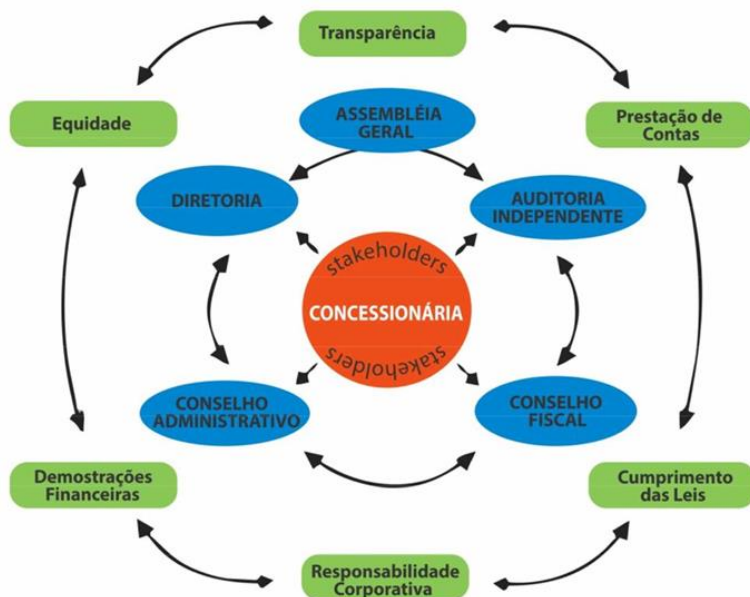 Transparência
Equidade
Prestação de
Contas
ASSEMBLÉIA
GERAL
DIRETORIA
AUDITORIA
INDEPENDENTE
stakeholders
CONCESSIONÁRIA
stakeholders
CONSELHO
ADMINISTRATIVO
CONSELHO
FISCAL
Demostrações
Financeiras
Cumprimento
das Leis
Responsabilidade
Corporativa